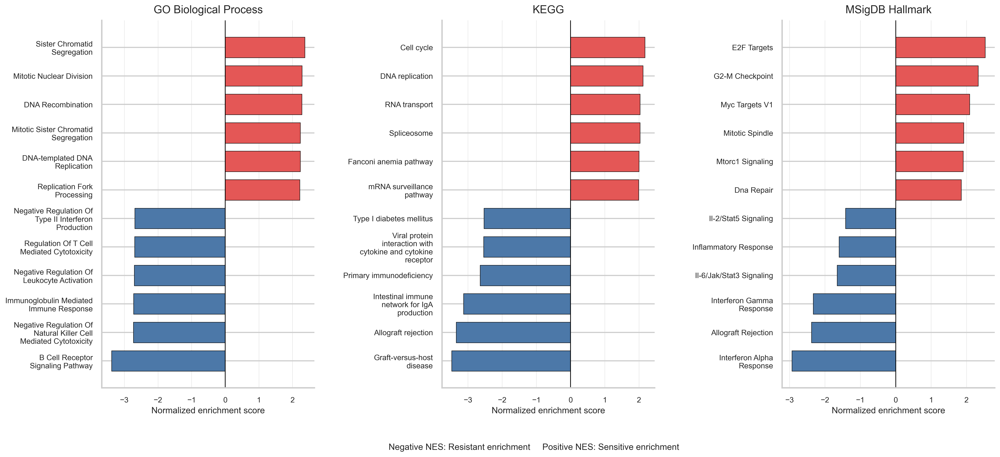 GO Biological Process
Sister Chromatid
Segregation
Mitotic Nuclear Division
DNA Recombination
Mitotic Sister Chromatid
Segregation
DNA-templated DNA
Replication
Replication Fork
Processing
Negative Regulation Of
Type II Interferon
Production
Regulation Of T Cell
Mediated Cytotoxicity
Negative Regulation Of
Leukocyte Activation
Immunoglobulin Mediated
Immune Response
Negative Regulation Of
Natural Killer Cell
Mediated Cytotoxicity
B Cell Receptor
Signaling Pathway
−3 −2 −1 0 1 2
Normalized enrichment score
KEGG
Cell cycle
DNA replication
RNA transport
Spliceosome
Fanconi anemia pathway
mRNA surveillance
pathway
Type I diabetes mellitus
Viral protein
interaction with
cytokine and cytokine
receptor
Primary immunodeficiency
Intestinal immune
network for IgA
production
Allograft rejection
Graft-versus-host
disease
−3 −2 −1 0 1 2
Normalized enrichment score
MSigDB Hallmark
E2F Targets
G2-M Checkpoint
Myc Targets V1
Mitotic Spindle
Mtorc1 Signaling
Dna Repair
Il-2/Stat5 Signaling
Inflammatory Response
Il-6/Jak/Stat3 Signaling
Interferon Gamma
Response
Allograft Rejection
Interferon Alpha
Response
−3 −2 −1 0 1 2
Normalized enrichment score
Negative NES: Resistant enrichment Positive NES: Sensitive enrichment